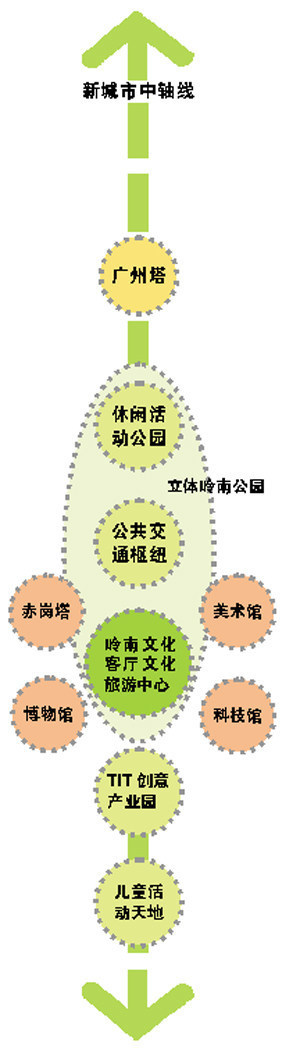 新城市中轴线
广州塔
休闲活
动公园
立体岭南公园
公共交
通枢纽
赤岗塔
美术馆
岭南文化
客厅文化
旅游中心
博物馆
科技馆
TIT 创意
产业园
儿童活
动天地